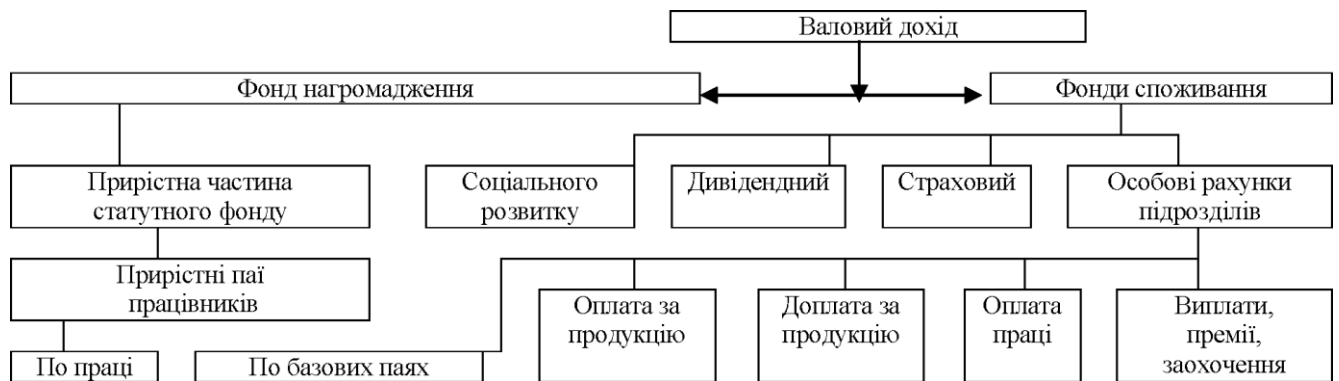 Валовий дохід
Фонд нагромадження
Фонди споживання
Прирістна частина
статутного фонду
Соціального
розвитку
Дивідендний
Страховий
Особові рахунки
підрозділів
Прирістні паї
працівників
Оплата за
продукцію
Доплата за
продукцію
Оплата
праці
Виплати,
премії,
заохочення
По праці
По базових паях